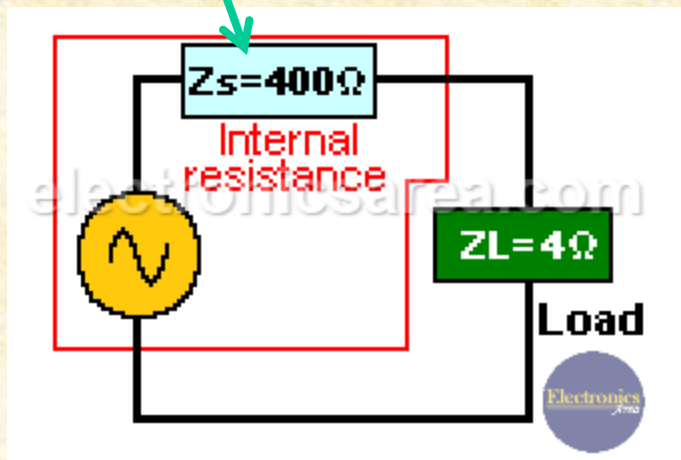 Zs=400Ω
Internal
resistance
electronicsarea.com
ZL=4Ω
Load
Electronics
Area